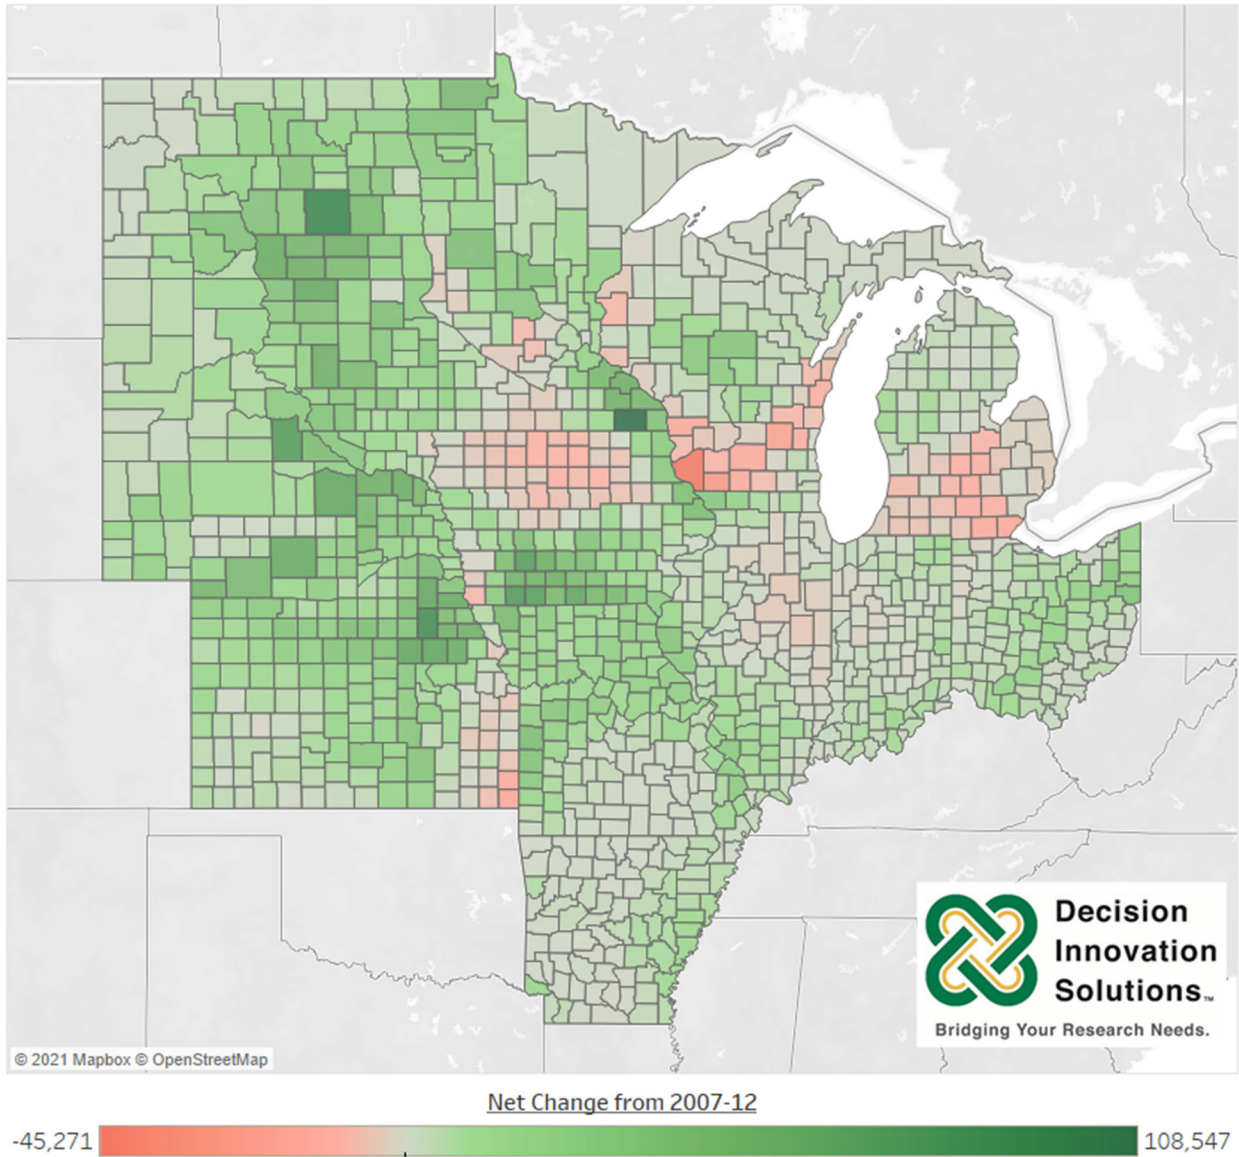 Decision
Innovation
Solutions™
Bridging Your Research Needs.
© 2021 Mapbox © OpenStreetMap
Net Change from 2007-12
-45,271
108,547